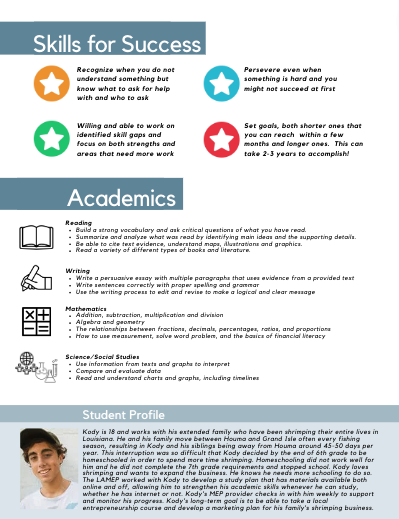 Skills for Success
Recognize when you do not
understand something but
know what to ask for help
with and who to ask
Persevere even when
something is hard and you
might not succeed at first
Willing and able to work on
identified skill gaps and
focus on both strengths and
areas that need more work
Set goals, both shorter ones that
you can reach within a few
months and longer ones. This can
take 2-3 years to accomplish!
Academics
Reading
• Build a strong vocabulary and ask critical questions of what you have read.
• Summarize and analyze what was read by identifying main ideas and the supporting details.
• Be able to cite text evidence, understand maps, illustrations and graphics.
• Read a variety of different types of books and literature.
Writing
• Write a persuasive essay with multiple paragraphs that uses evidence from a provided text
• Write sentences correctly with proper spelling and grammar
• Use the writing process to edit and revise to make a logical and clear message
Mathematics
• Addition, subtraction, multiplication and division
• Algebra and geometry
• The relationships between fractions, decimals, percentages, ratios, and proportions
• How to use measurement, solve word problem, and the basics of financial literacy
Science/Social Studies
• Use information from texts and graphs to interpret
• Compare and evaluate data
• Read and understand charts and graphs, including timelines
Student Profile
Kody is 18 and works with his extended family who have been shrimping their entire lives in
Louisiana. He and his family move between Houma and Grand Isle often every fishing
season, resulting in Kody and his siblings being away from Houma around 45-50 days per
year. This interruption was so difficult that Kody decided by the end of 6th grade to be
homeschooled in order to spend more time shrimping. Homeschooling did not work well for
him and he did not complete the 7th grade requirements and stopped school. Kody loves
shrimping and wants to expand the business. He knows he needs more schooling to do so.
The LAMEP worked with Kody to develop a study plan that has materials available both
online and off, allowing him to strengthen his academic skills whenever he can study,
whether he has internet or not. Kody's MEP provider checks in with him weekly to support
and monitor his progress. Kody's long-term goal is to be able to take a local
entrepreneurship course and develop a marketing plan for his family's shrimping business.